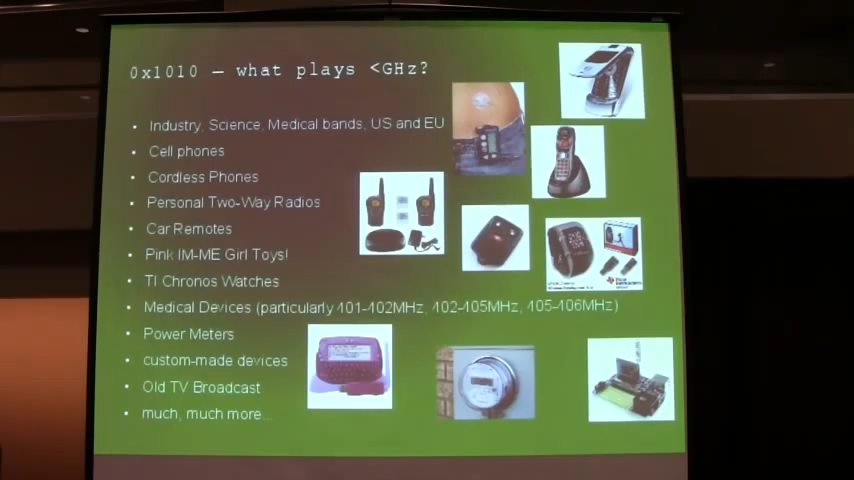 0x1010 – what plays <GHz?
• Industry, Science, Medical bands, US and EU
• Cell phones
• Cordless Phones
• Personal Two-Way Radios
• Car Remotes
• Pink IM-ME Girl Toys!
• TI Chronos Watches
• Medical Devices (particularly 401-402MHz, 402-405MHz, 405-406MHz)
• Power Meters
• custom-made devices
• Old TV Broadcast
• much, much more...